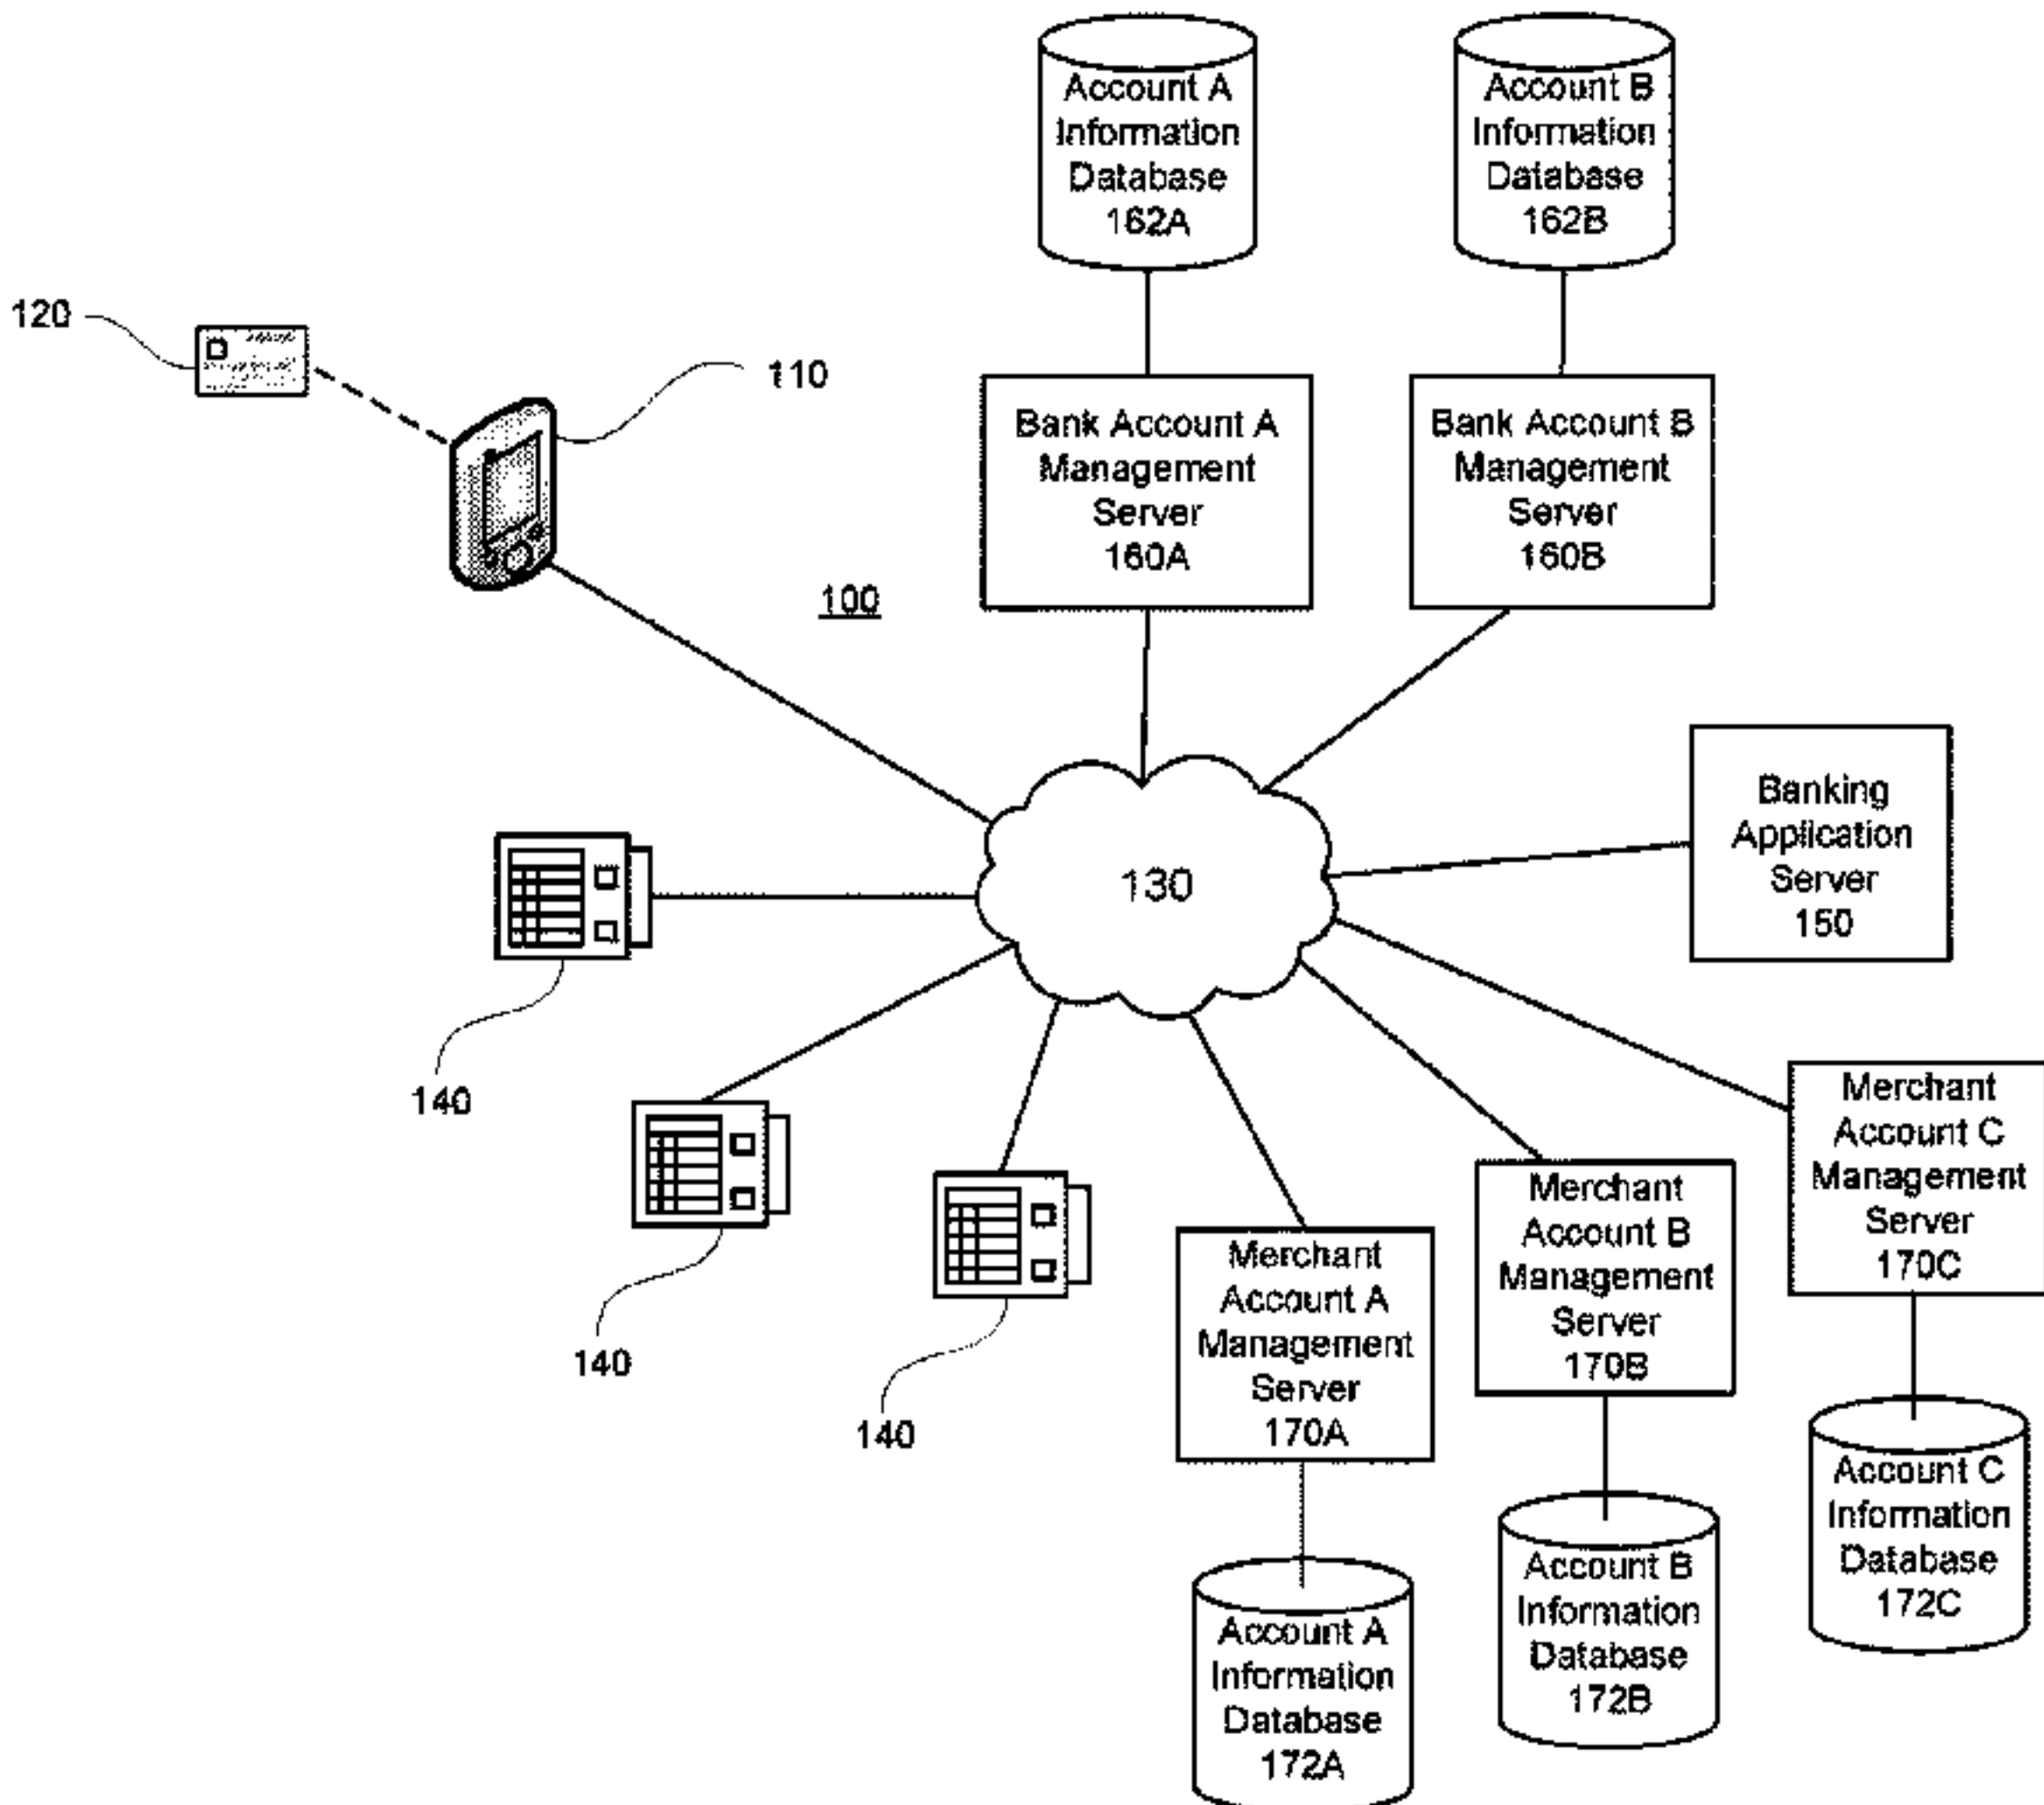 Account A
Information
Database
162A
Account B
Information
Database
162B
120
110
Bank Account A
Management
Server
160A
Bank Account B
Management
Server
160B
100
130
Banking
Application
Server
150
140
140
140
Merchant
Account A
Management
Server
170A
Merchant
Account B
Management
Server
170B
Merchant
Account C
Management
Server
170C
Account A
Information
Database
172A
Account B
Information
Database
172B
Account C
Information
Database
172C